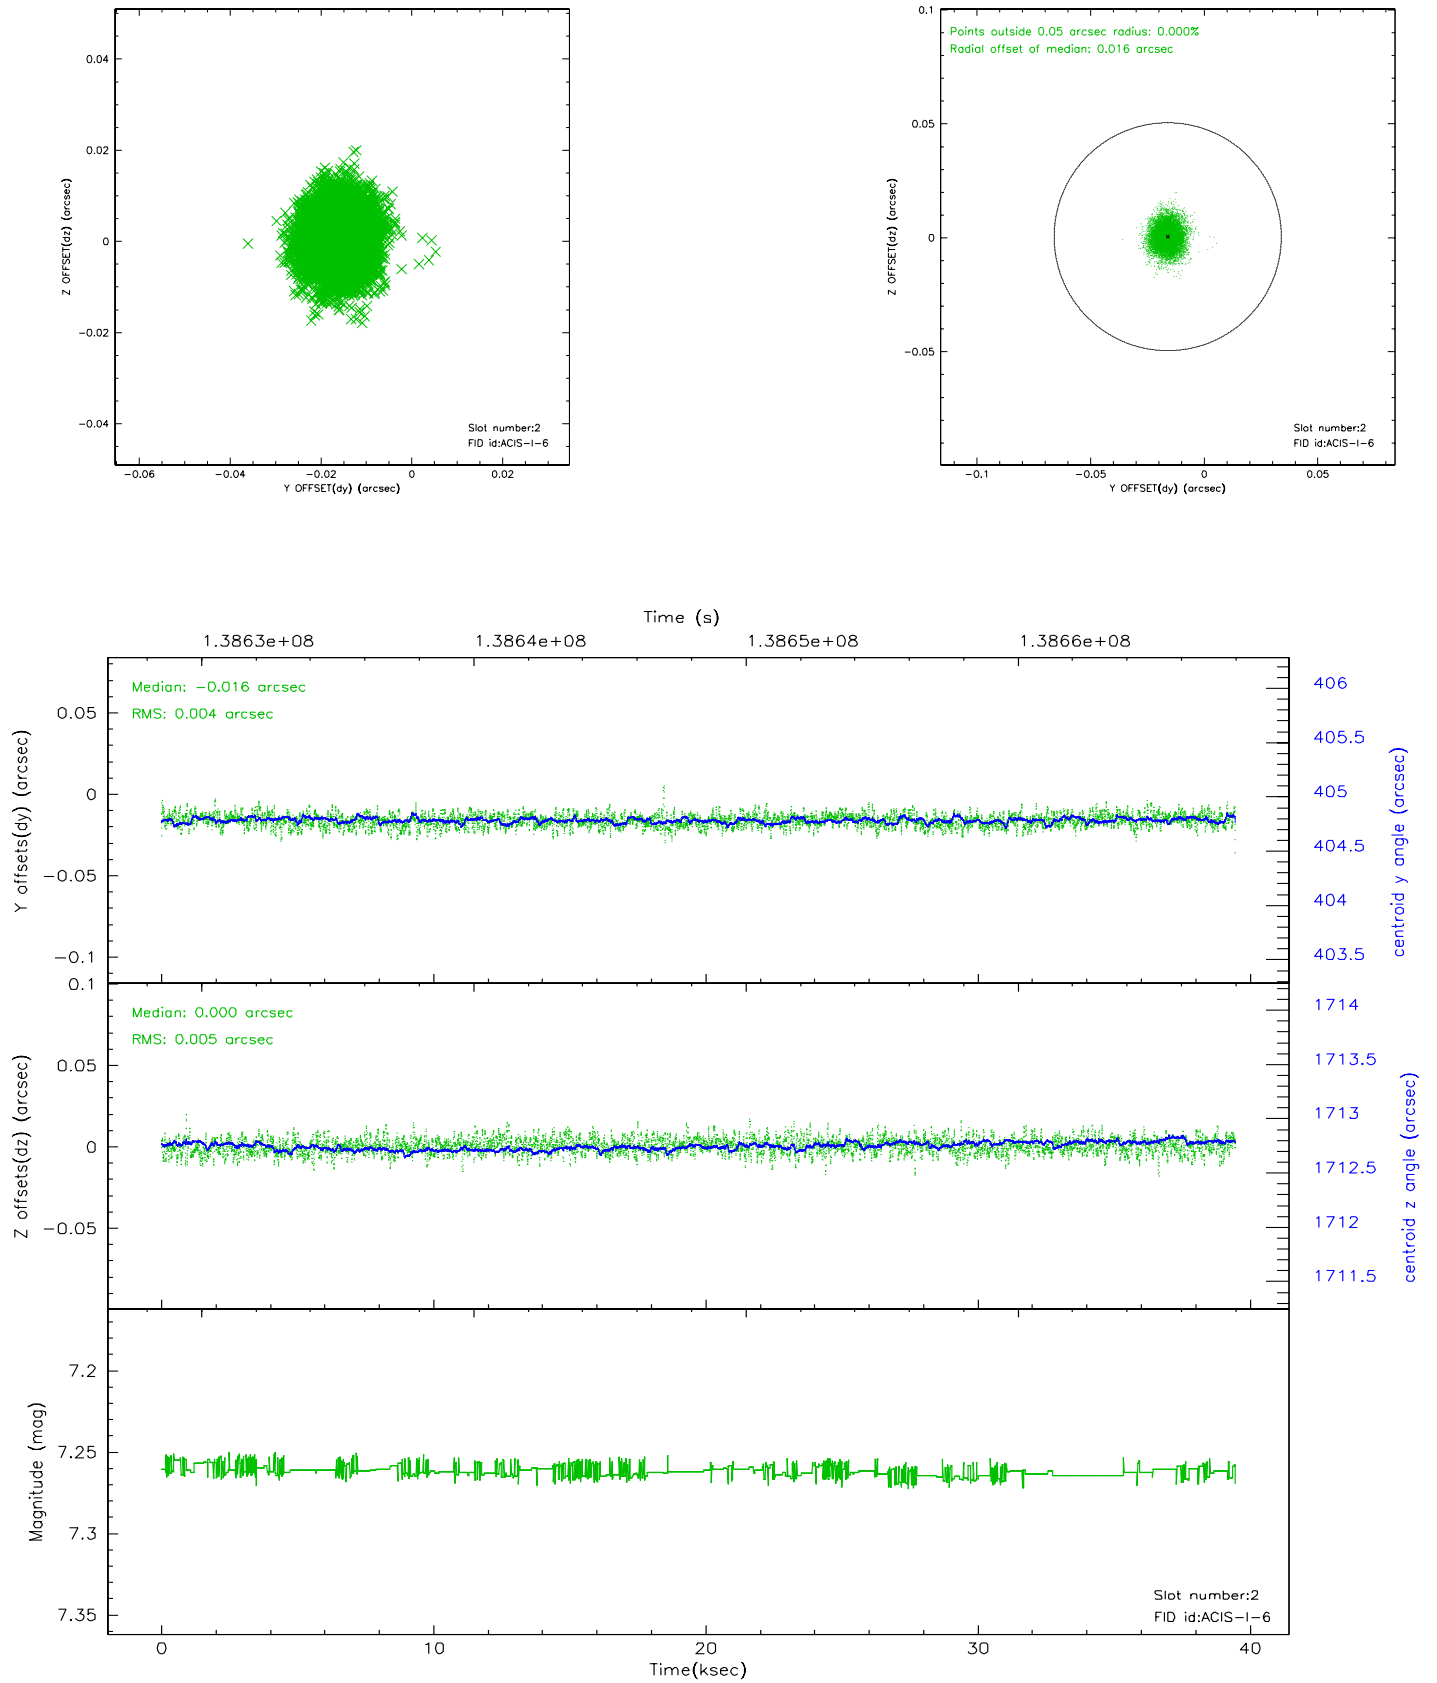 0.04
0.02
0
−0.02
−0.04
Z OFFSET(dz) (arcsec)
Slot number:2
FID id:ACIS−I−6
−0.06
−0.04
−0.02
0
0.02
Y OFFSET(dy) (arcsec)
0.1
0.05
0
−0.05
Z OFFSET(dz) (arcsec)
Points outside 0.05 arcsec radius: 0.000%
Radial offset of median: 0.016 arcsec
Slot number:2
FID id:ACIS−I−6
−0.1
−0.05
0
0.05
Y OFFSET(dy) (arcsec)
Time (s)
1.3863e+08
1.3864e+08
1.3865e+08
1.3866e+08
Median: −0.016 arcsec
RMS: 0.004 arcsec
0.05
0
−0.05
−0.1
Y offsets(dy) (arcsec)
406
405.5
405
404.5
404
403.5
centroid y angle (arcsec)
Median: 0.000 arcsec
RMS: 0.005 arcsec
0.1
0.05
0
−0.05
Z offsets(dz) (arcsec)
1714
1713.5
1713
1712.5
1712
1711.5
centroid z angle (arcsec)
7.2
7.25
7.3
7.35
Magnitude (mag)
Slot number:2
FID id:ACIS−I−6
0
10
20
30
40
Time(ksec)